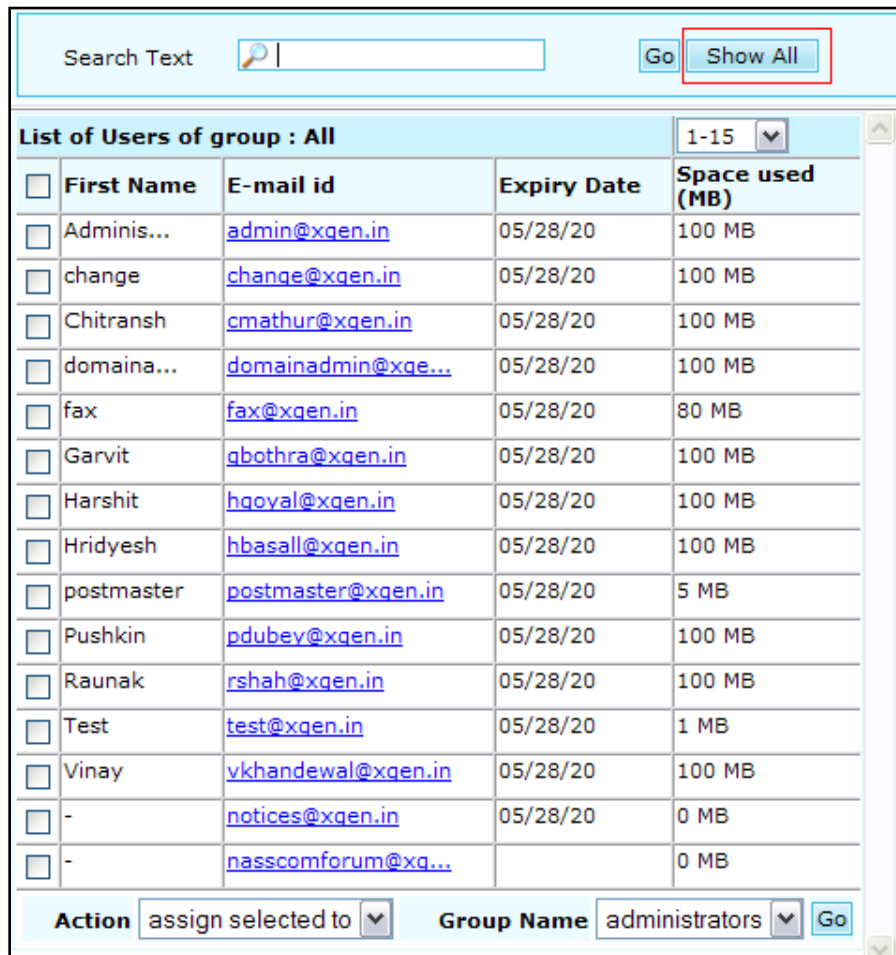 Search Text Go Show All
List of Users of group : All 1-15
First Name E-mail id Expiry Date Space used (MB)
Adminis... admin@xgen.in 05/28/20 100 MB
change change@xgen.in 05/28/20 100 MB
Chitransh cmathur@xgen.in 05/28/20 100 MB
domaina... domainadmin@xge... 05/28/20 100 MB
fax fax@xgen.in 05/28/20 80 MB
Garvit gbothra@xgen.in 05/28/20 100 MB
Harshit hgoyal@xgen.in 05/28/20 100 MB
Hridyesh hbasall@xgen.in 05/28/20 100 MB
postmaster postmaster@xgen.in 05/28/20 5 MB
Pushkin pdubey@xgen.in 05/28/20 100 MB
Raunak rshah@xgen.in 05/28/20 100 MB
Test test@xgen.in 05/28/20 1 MB
Vinay vkhandewal@xgen.in 05/28/20 100 MB
- notices@xgen.in 05/28/20 0 MB
- nasscomforum@xg... 0 MB
Action assign selected to Group Name administrators Go